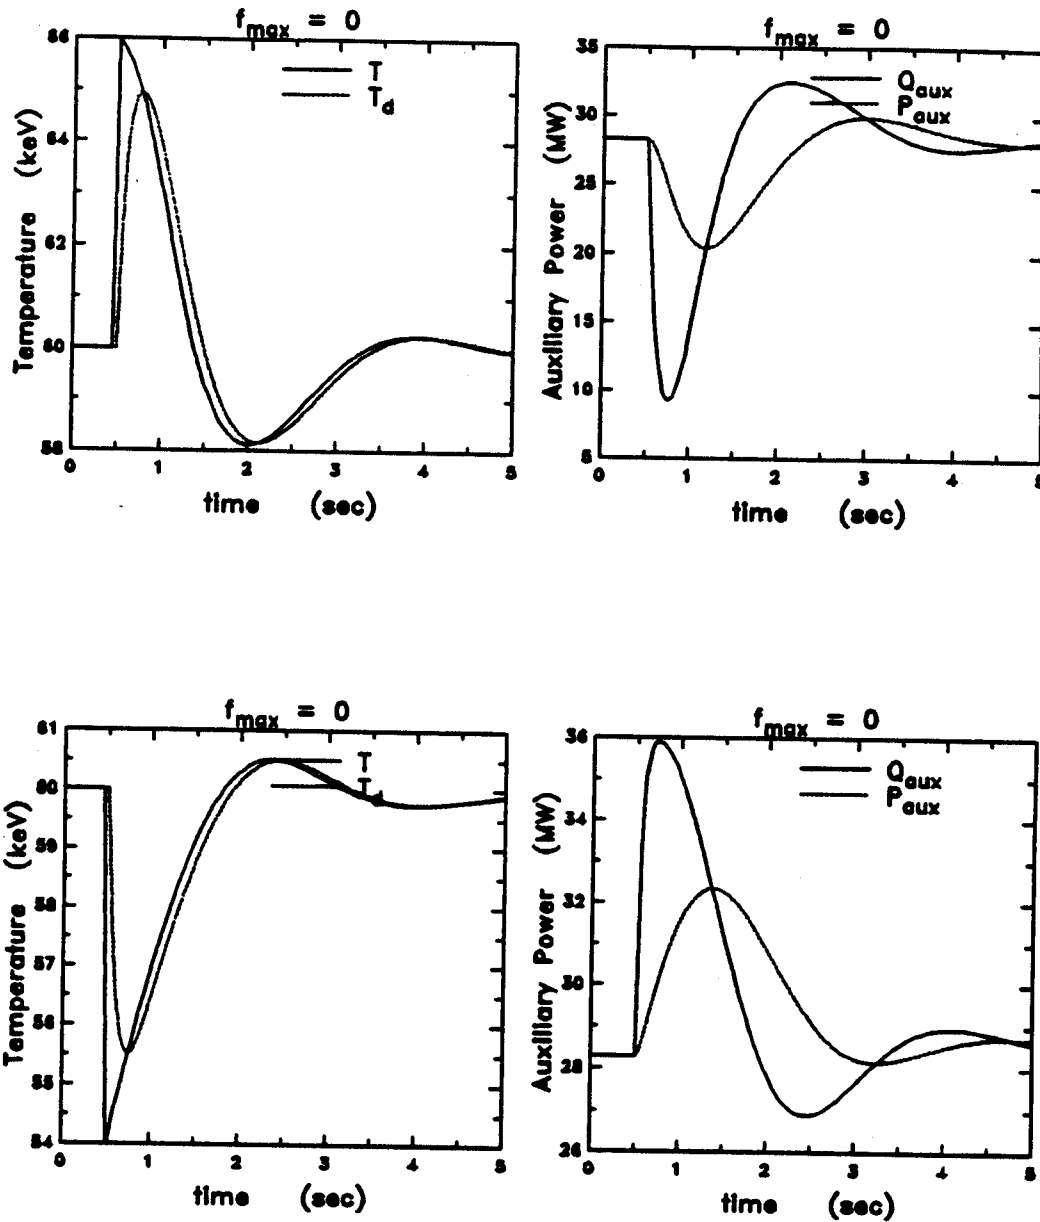 f_max = 0
T
T_d
Temperature (keV)
66
64
62
60
58
0 1 2 3 4 5
time (sec)
f_max = 0
Q_aux
P_aux
Auxiliary Power (MW)
35
30
25
20
15
10
5
0 1 2 3 4 5
time (sec)
f_max = 0
T
T_d
Temperature (keV)
61
60
59
58
57
56
55
54
0 1 2 3 4 5
time (sec)
f_max = 0
Q_aux
P_aux
Auxiliary Power (MW)
36
34
32
30
28
26
0 1 2 3 4 5
time (sec)